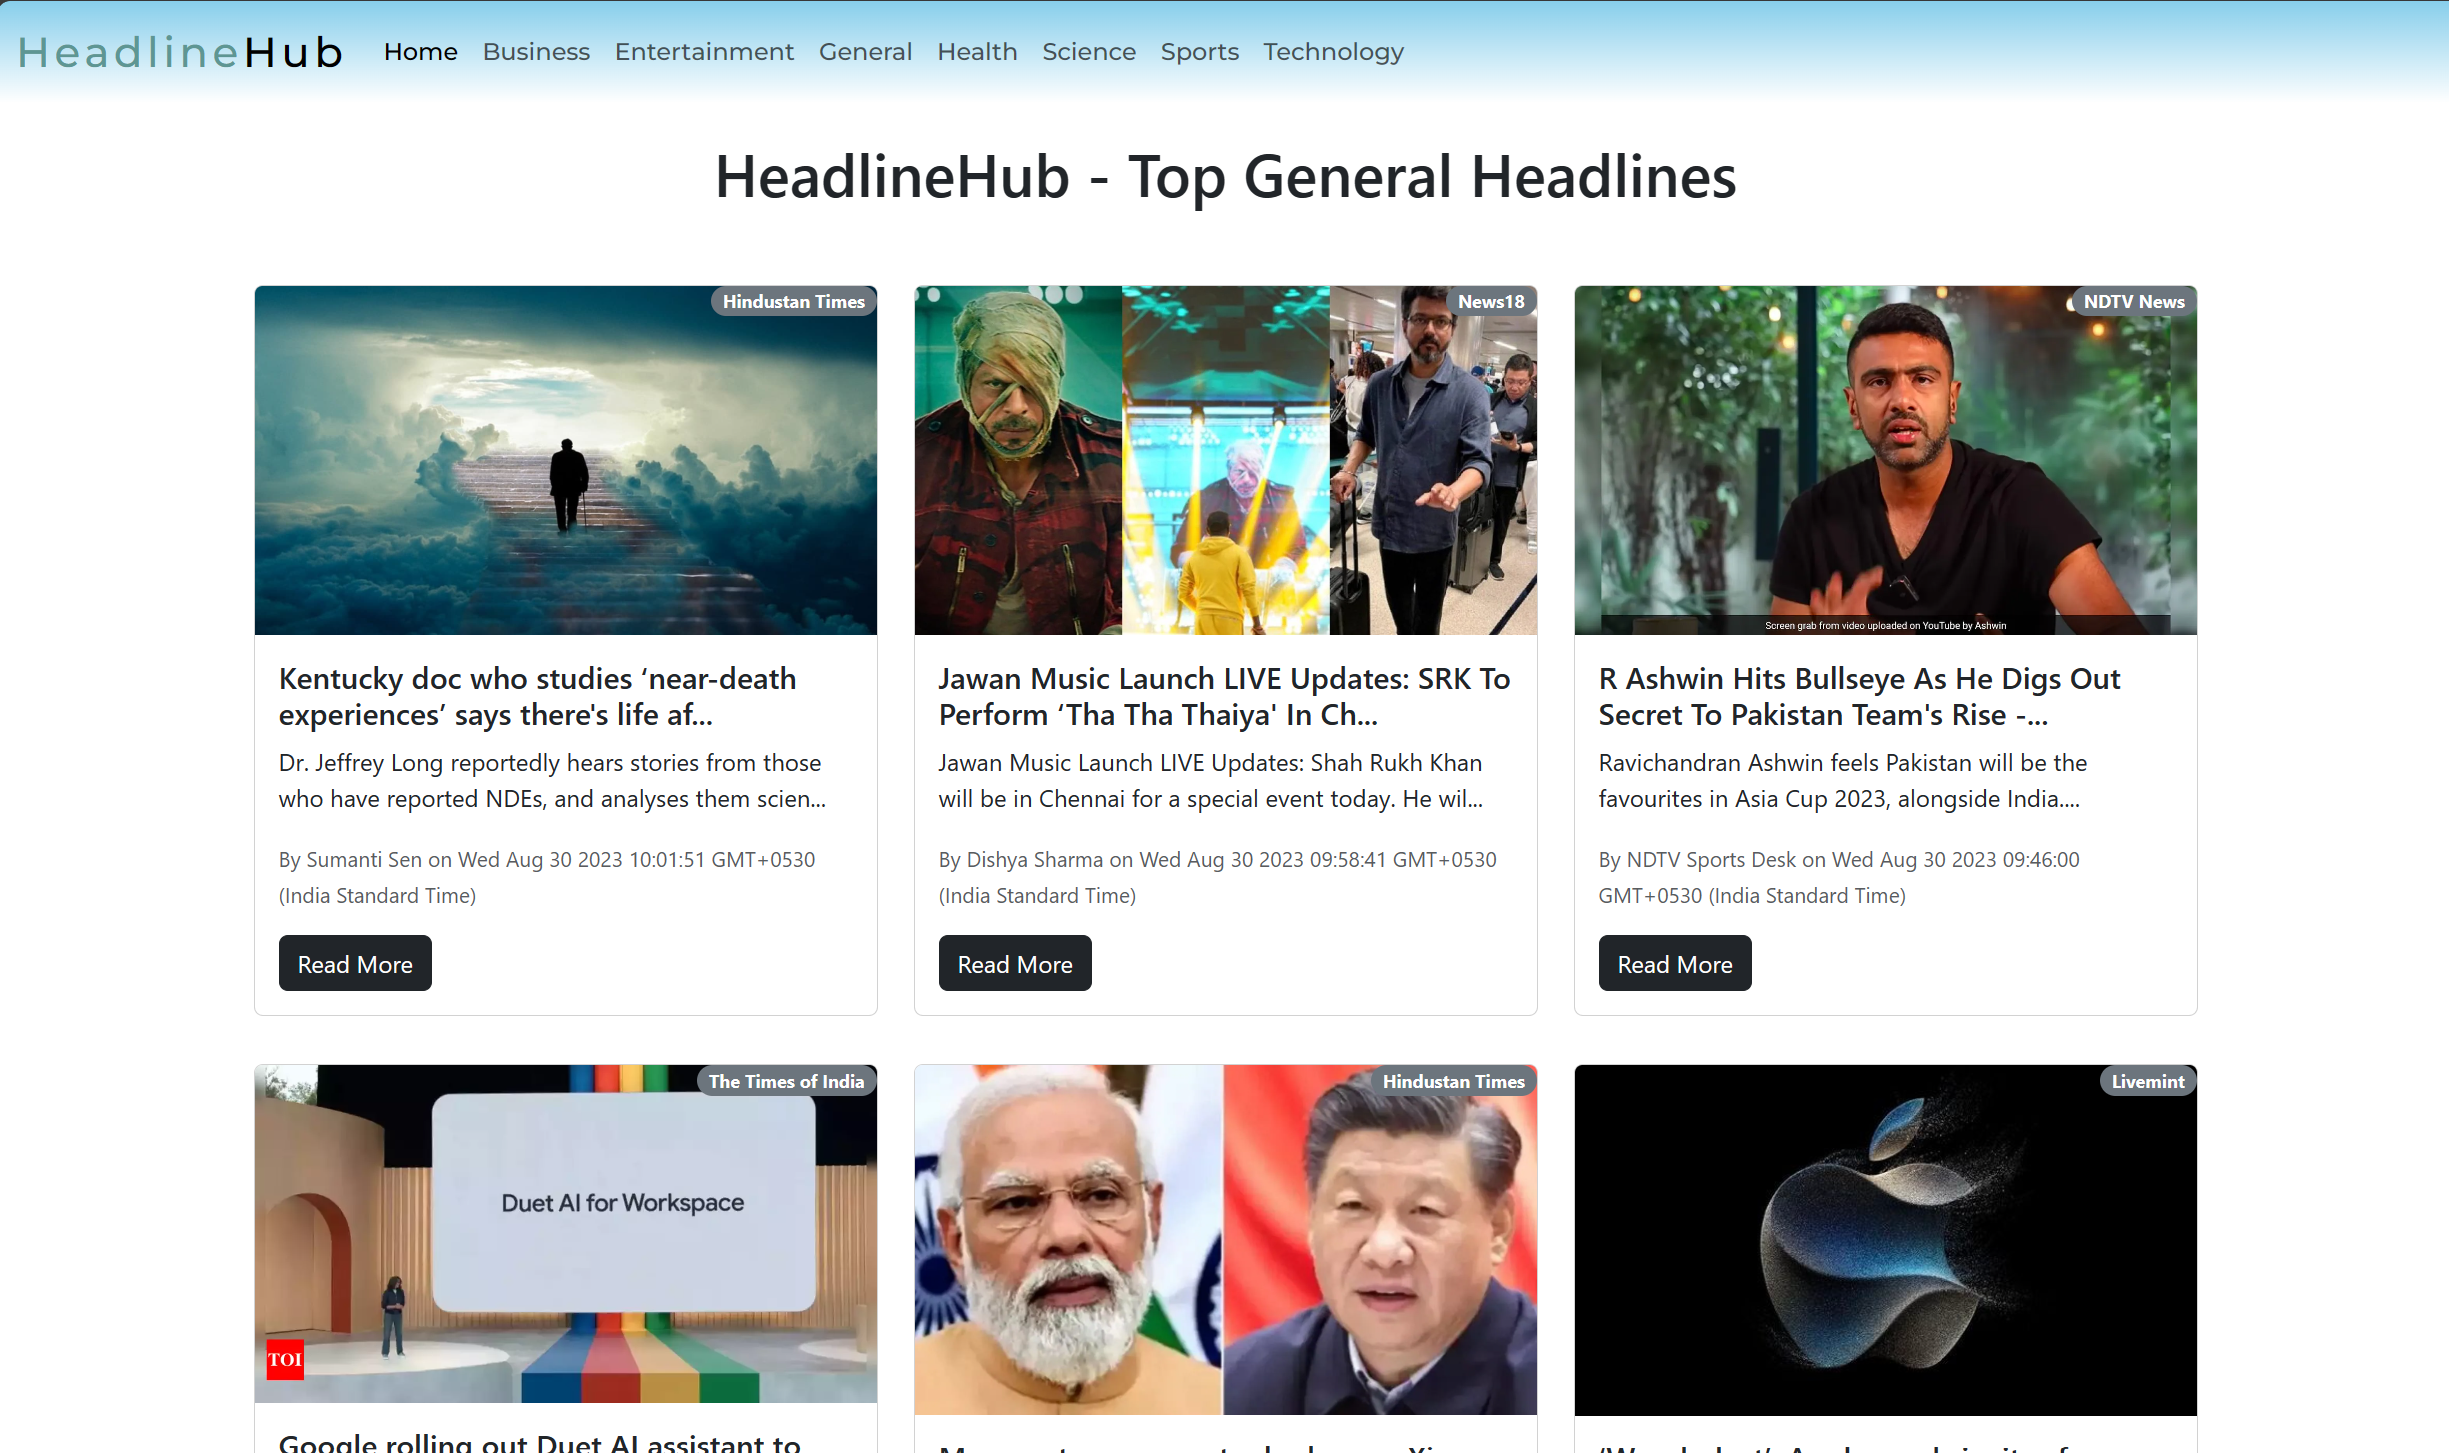 HeadlineHub Home Business Entertainment General Health Science Sports Technology
HeadlineHub - Top General Headlines
Hindustan Times
Kentucky doc who studies ‘near-death
experiences’ says there's life af...
Dr. Jeffrey Long reportedly hears stories from those
who have reported NDEs, and analyses them scien...
By Sumanti Sen on Wed Aug 30 2023 10:01:51 GMT+0530
(India Standard Time)
Read More
News18
Jawan Music Launch LIVE Updates: SRK To
Perform ‘Tha Tha Thaiya' In Ch...
Jawan Music Launch LIVE Updates: Shah Rukh Khan
will be in Chennai for a special event today. He wil...
By Dishya Sharma on Wed Aug 30 2023 09:58:41 GMT+0530
(India Standard Time)
Read More
NDTV News
Screen grab from video uploaded on YouTube by Ashwin
R Ashwin Hits Bullseye As He Digs Out
Secret To Pakistan Team's Rise -...
Ravichandran Ashwin feels Pakistan will be the
favourites in Asia Cup 2023, alongside India....
By NDTV Sports Desk on Wed Aug 30 2023 09:46:00
GMT+0530 (India Standard Time)
Read More
The Times of India
Duet AI for Workspace
TOI
Google rolling out Duet AI assistant to
Hindustan Times
Livemint